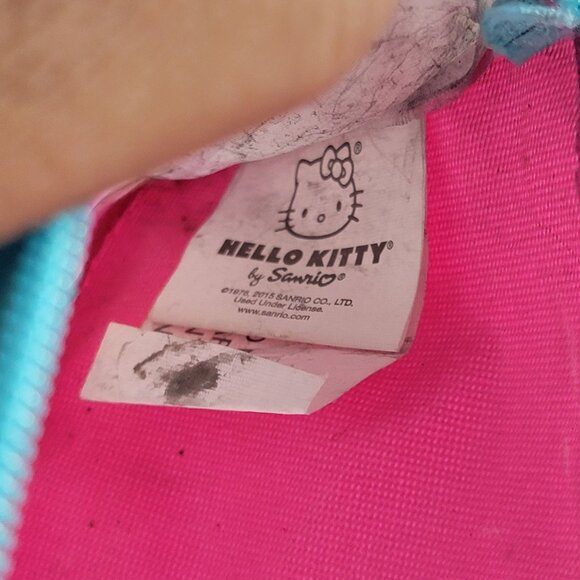 HELLO KITTY®
by Sanrio®
©1976, 2015 SANRIO CO., LTD.
Used Under License.
www.sanrio.com